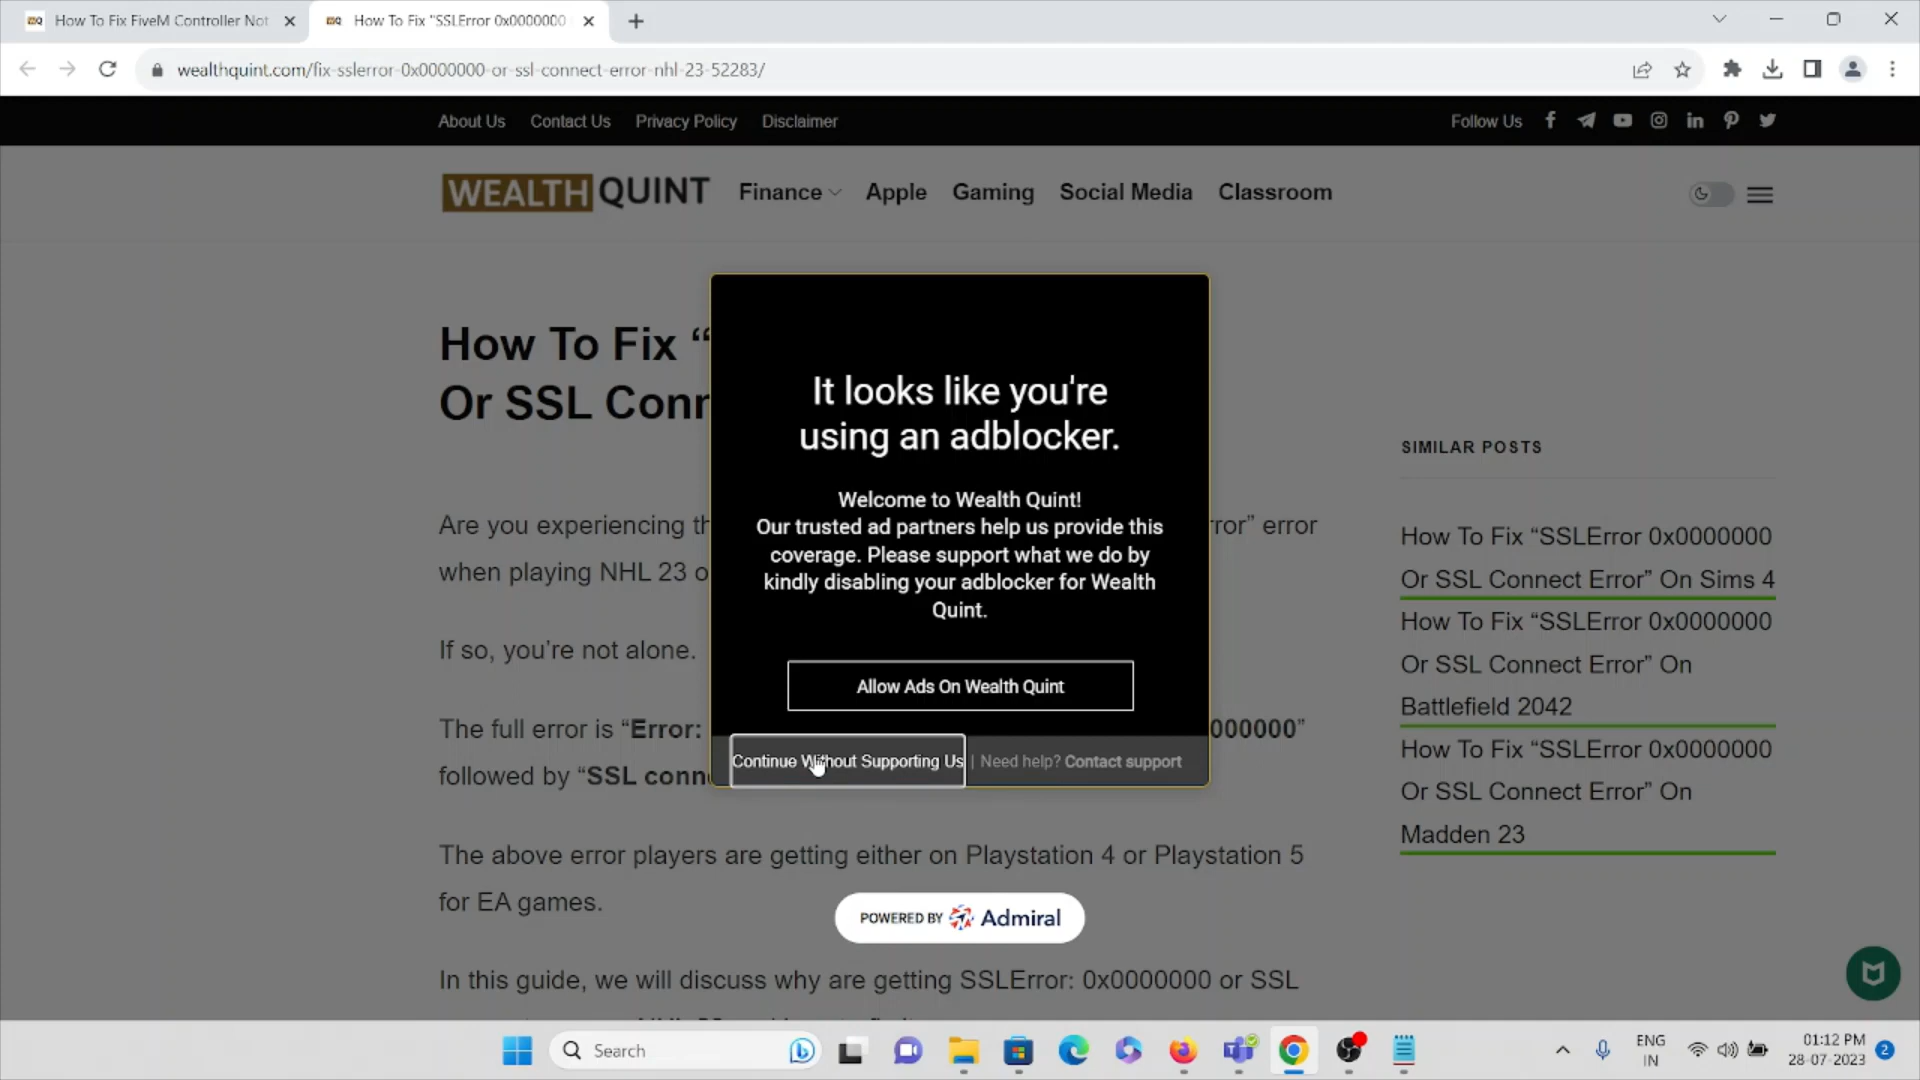 How To Fix FiveM Controller Not
How To Fix "SSLError 0x0000000
wealthquint.com/fix-sslerror-0x0000000-or-ssl-connect-error-nhl-23-52283/
About Us Contact Us Privacy Policy Disclaimer
Follow Us
WEALTH QUINT
Finance Apple Gaming Social Media Classroom
How To Fix “
Or SSL Conn
Are you experiencing th
ror” error
when playing NHL 23 o
If so, you’re not alone.
The full error is “Error:
000000”
followed by “SSL conn
The above error players are getting either on Playstation 4 or Playstation 5
for EA games.
In this guide, we will discuss why are getting SSLError: 0x0000000 or SSL
It looks like you're
using an adblocker.
Welcome to Wealth Quint!
Our trusted ad partners help us provide this
coverage. Please support what we do by
kindly disabling your adblocker for Wealth
Quint.
Allow Ads On Wealth Quint
Continue Without Supporting Us | Need help? Contact support
POWERED BY Admiral
SIMILAR POSTS
How To Fix “SSLError 0x0000000
Or SSL Connect Error” On Sims 4
How To Fix “SSLError 0x0000000
Or SSL Connect Error” On
Battlefield 2042
How To Fix “SSLError 0x0000000
Or SSL Connect Error” On
Madden 23
Search
ENG
IN
01:12 PM
28-07-2023
2